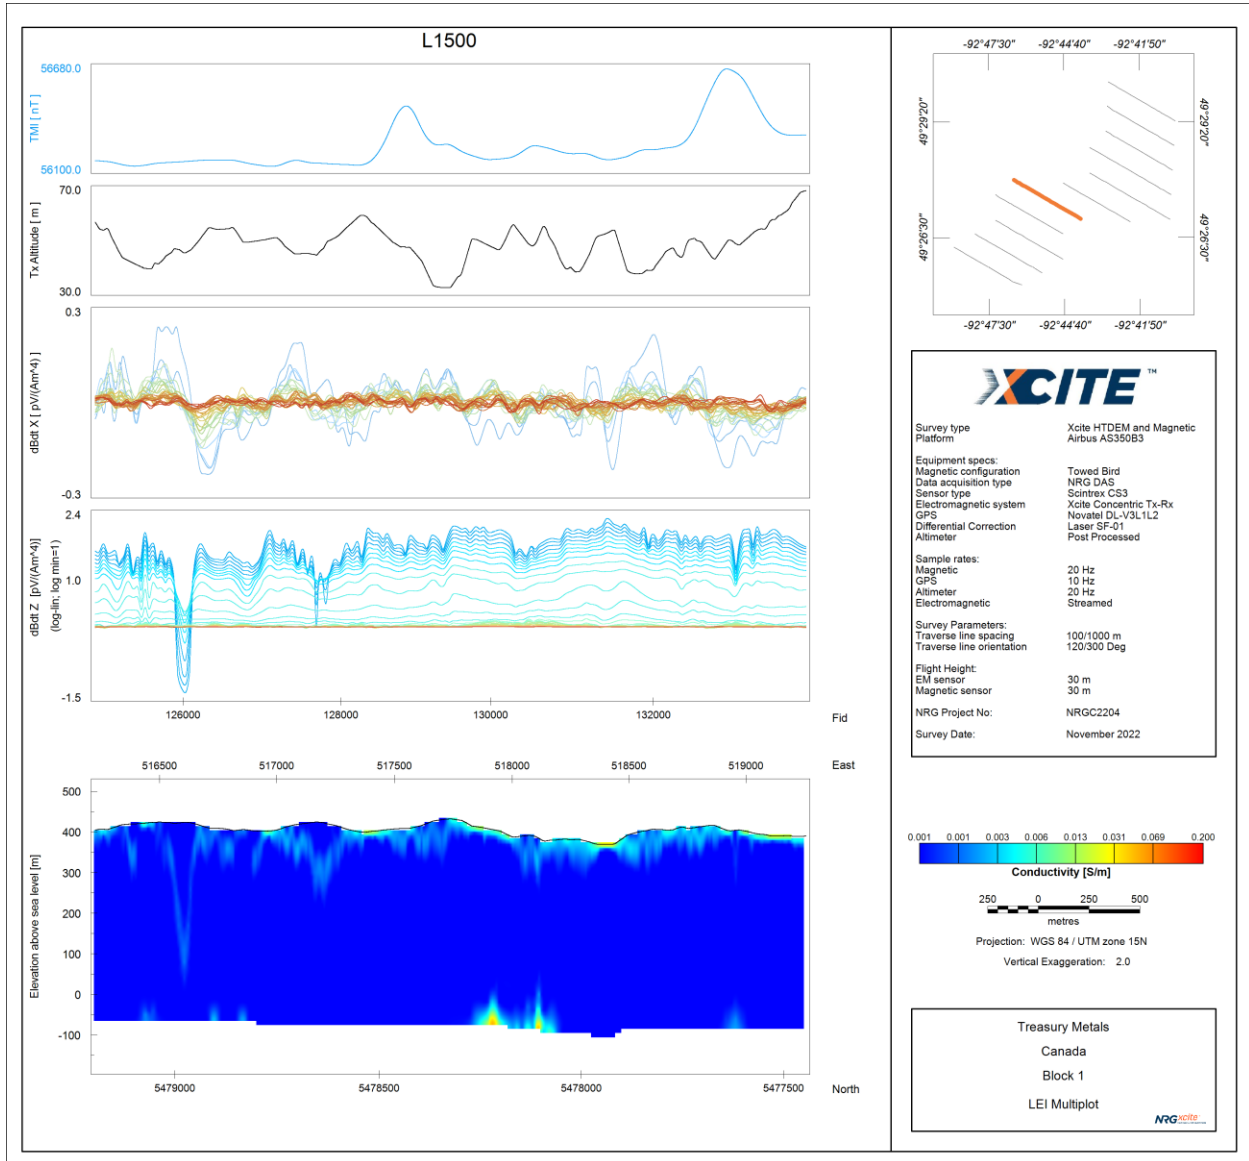 L1500
56680.0
TMI [ nT ]
56100.0
70.0
Tx Altitude [ m ]
30.0
0.3
dBdt X [ pV/(Am^4) ]
-0.3
2.4
dBdt Z [pV/(Am^4)]
(log-lin; log min=1)
1.0
-1.5
126000 128000 130000 132000
Fid
516500 517000 517500 518000 518500 519000
East
Elevation above sea level [m]
500
400
300
200
100
0
-100
5479000 5478500 5478000 5477500
North
-92°47'30" -92°44'40" -92°41'50"
49°29'20" 49°29'20"
49°26'30" 49°26'30"
-92°47'30" -92°44'40" -92°41'50"
XCITE ™
Survey type Xcite HTDEM and Magnetic
Platform Airbus AS350B3
Equipment specs:
Magnetic configuration Towed Bird
Data acquisition type NRG DAS
Sensor type Scintrex CS3
Electromagnetic system Xcite Concentric Tx-Rx
GPS Novatel DL-V3L1L2
Differential Correction Laser SF-01
Altimeter Post Processed
Sample rates:
Magnetic 20 Hz
GPS 10 Hz
Altimeter 20 Hz
Electromagnetic Streamed
Survey Parameters:
Traverse line spacing 100/1000 m
Traverse line orientation 120/300 Deg
Flight Height:
EM sensor 30 m
Magnetic sensor 30 m
NRG Project No: NRGC2204
Survey Date: November 2022
0.001 0.001 0.003 0.006 0.013 0.031 0.069 0.200
Conductivity [S/m]
250 0 250 500
metres
Projection: WGS 84 / UTM zone 15N
Vertical Exaggeration: 2.0
Treasury Metals
Canada
Block 1
LEI Multiplot
NRG xcite